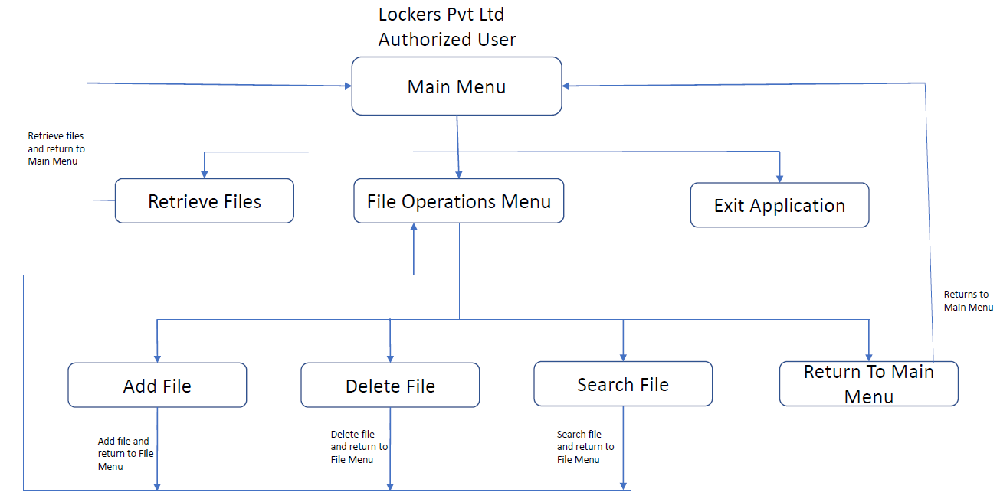 Lockers Pvt Ltd
Authorized User
Main Menu
Retrieve files
and return to
Main Menu
Retrieve Files
File Operations Menu
Exit Application
Returns to
Main Menu
Add File
Delete File
Search File
Return To Main
Menu
Add file and
return to File
Menu
Delete file
and return to
File Menu
Search file
and return to
File Menu